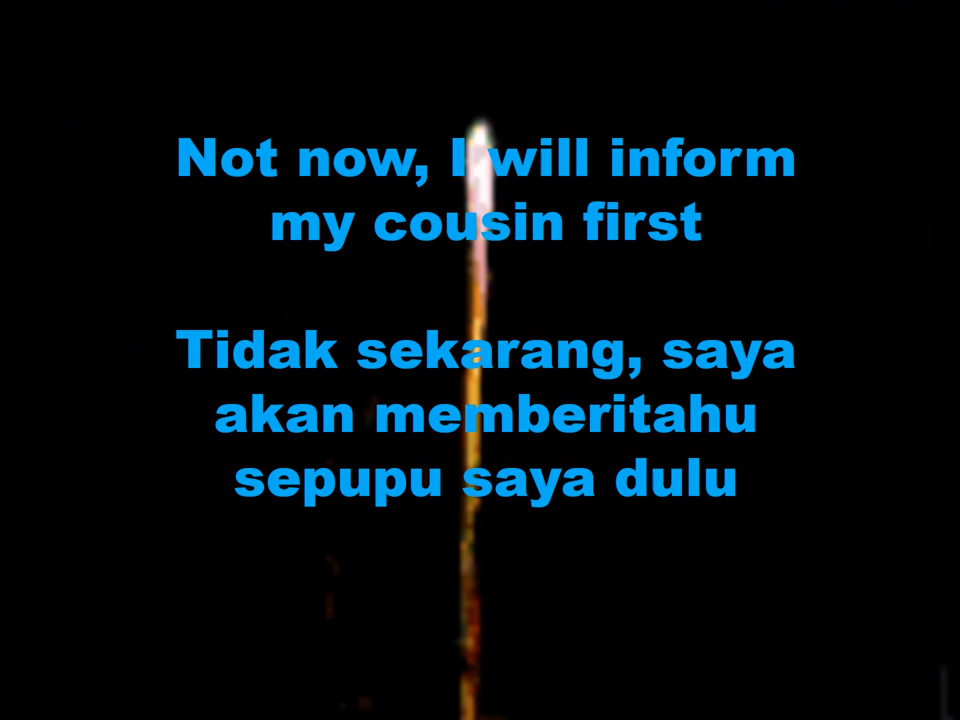 Not now, I will inform
my cousin first
Tidak sekarang, saya
akan memberitahu
sepupu saya dulu